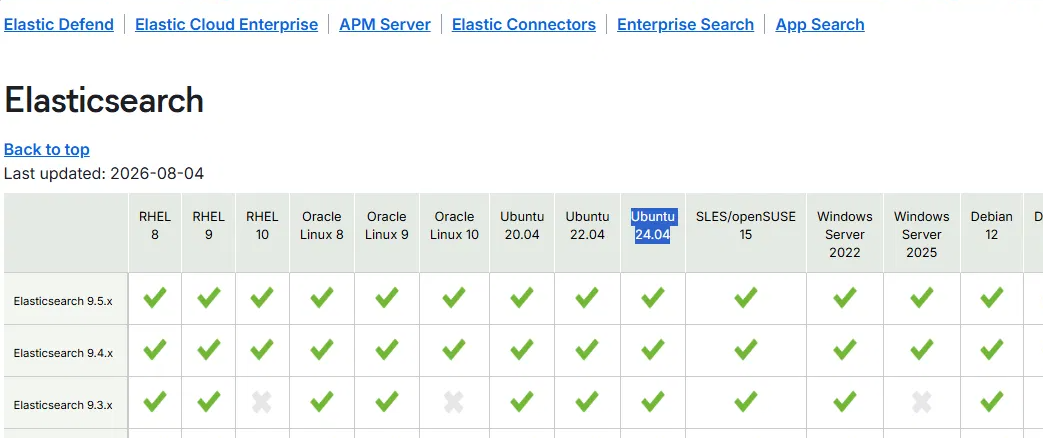 Elastic Defend | Elastic Cloud Enterprise | APM Server | Elastic Connectors | Enterprise Search | App Search
Elasticsearch
Back to top
Last updated: 2026-08-04
RHEL 8 RHEL 9 RHEL 10 Oracle Linux 8 Oracle Linux 9 Oracle Linux 10 Ubuntu 20.04 Ubuntu 22.04 Ubuntu 24.04 SLES/openSUSE 15 Windows Server 2022 Windows Server 2025 Debian 12 D
Elasticsearch 9.5.x
Elasticsearch 9.4.x
Elasticsearch 9.3.x